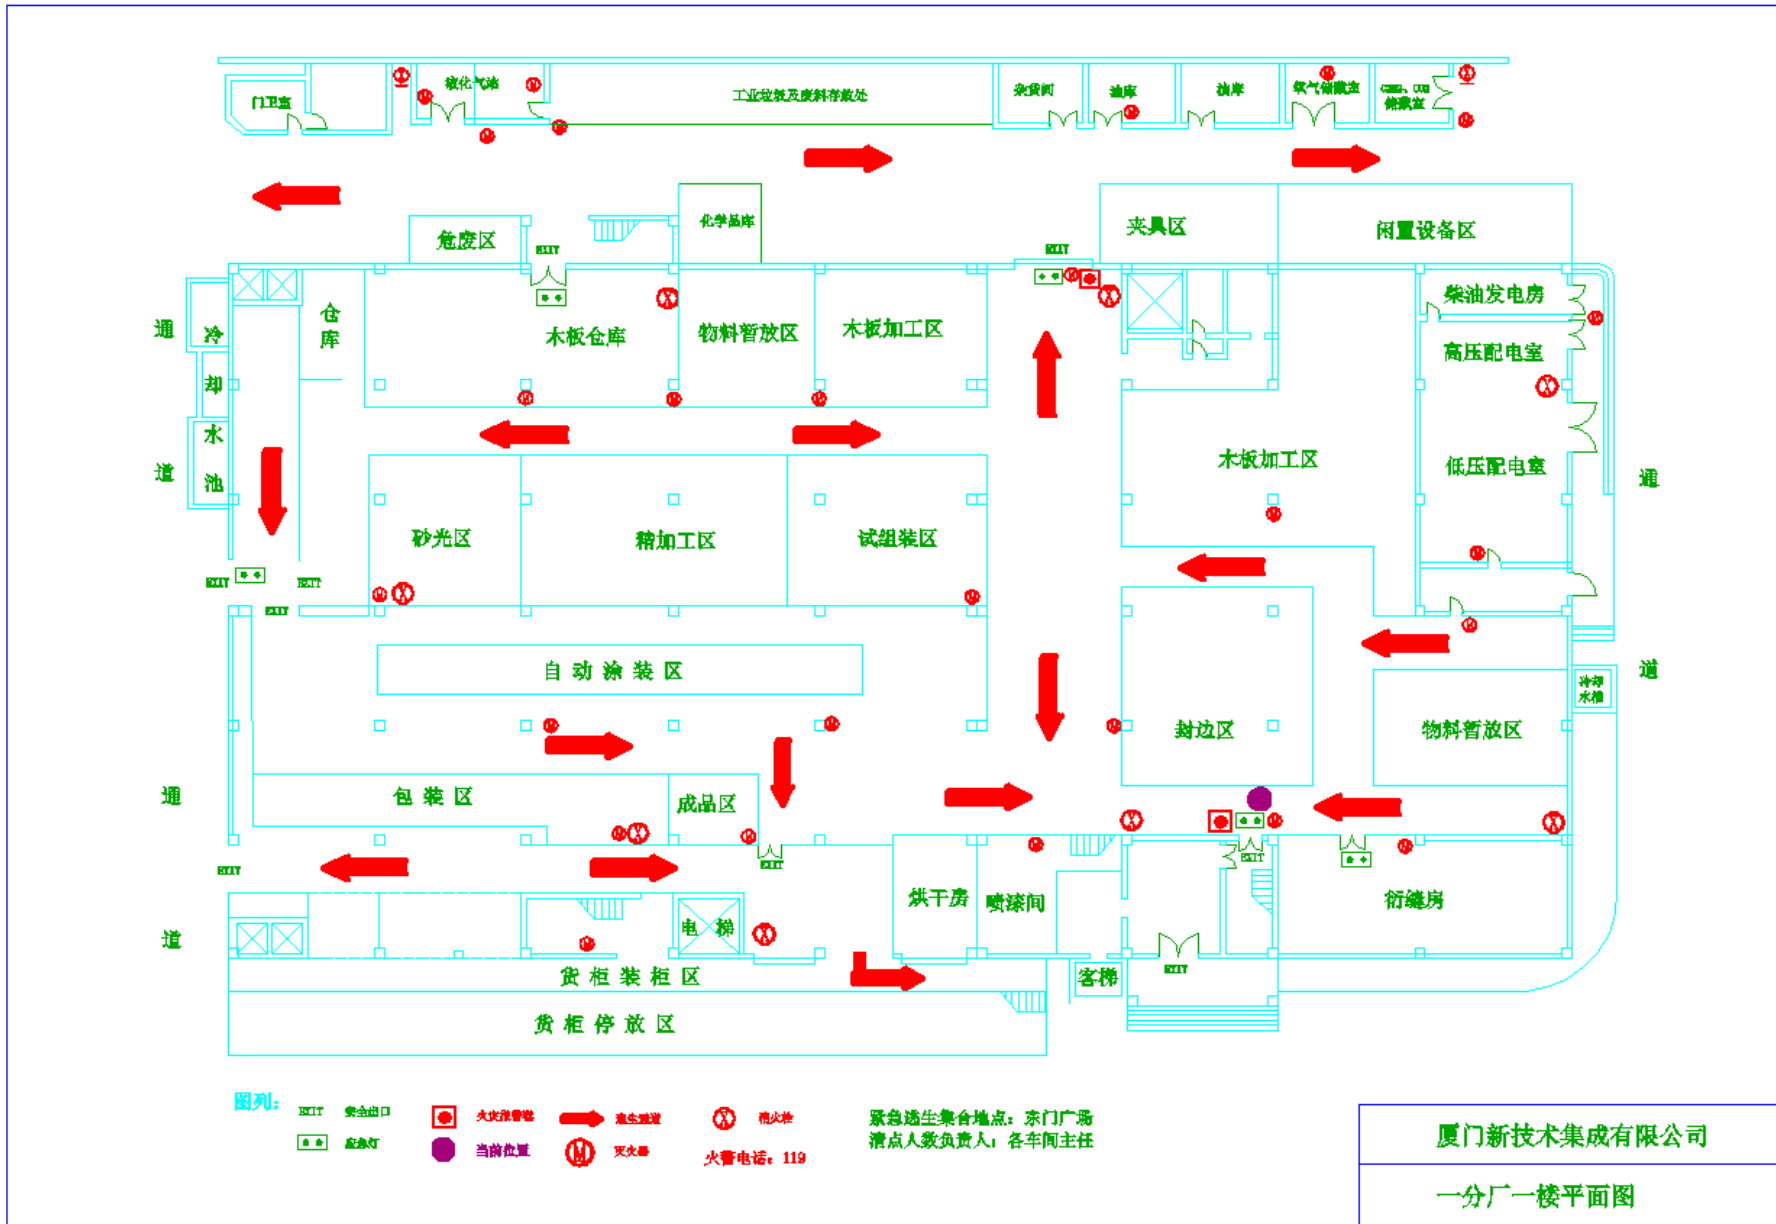 门卫室
液化气站
工业垃圾及废料存放处
杂货间
油库
油库
氧气储藏室
储藏室
危废区
化学品库
夹具区
闲置设备区
EXIT
EXIT
通
道
冷
却
水
池
仓
库
木板仓库
物料暂放区
木板加工区
柴油发电房
高压配电室
低压配电室
木板加工区
通
道
砂光区
精加工区
试组装区
EXIT
EXIT
EXIT
自动涂装区
冷却
水槽
封边区
物料暂放区
通
道
包装区
成品区
EXIT
EXIT
EXIT
烘干房
喷漆间
衍缝房
电梯
客梯
EXIT
货柜装柜区
货柜停放区
图列:
EXIT 安全出口
应急灯
火灾报警器
当前位置
逃生通道
灭火器
消火栓
火警电话：119
紧急逃生集合地点：东门广场
清点人数负责人：各车间主任
厦门新技术集成有限公司
一分厂一楼平面图